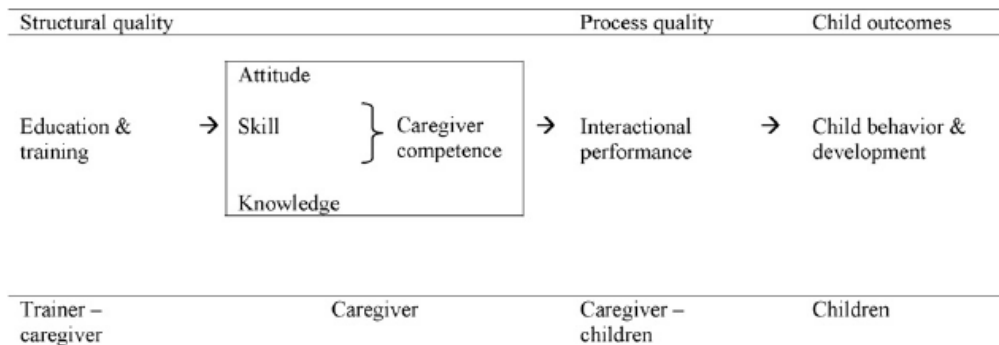 Structural quality Process quality Child outcomes
Attitude
Education & → Skill } Caregiver → Interactional → Child behavior &
training competence performance development
Knowledge
Trainer – Caregiver Caregiver – Children
caregiver children